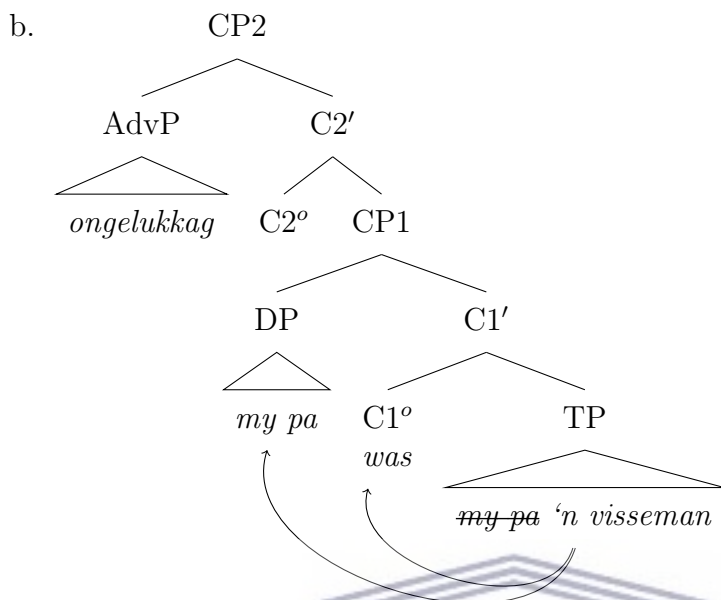 b.
CP2
AdvP C2′
ongelukkag C2ᵒ CP1
DP C1′
my pa C1ᵒ TP
was
my pa ‘n visseman